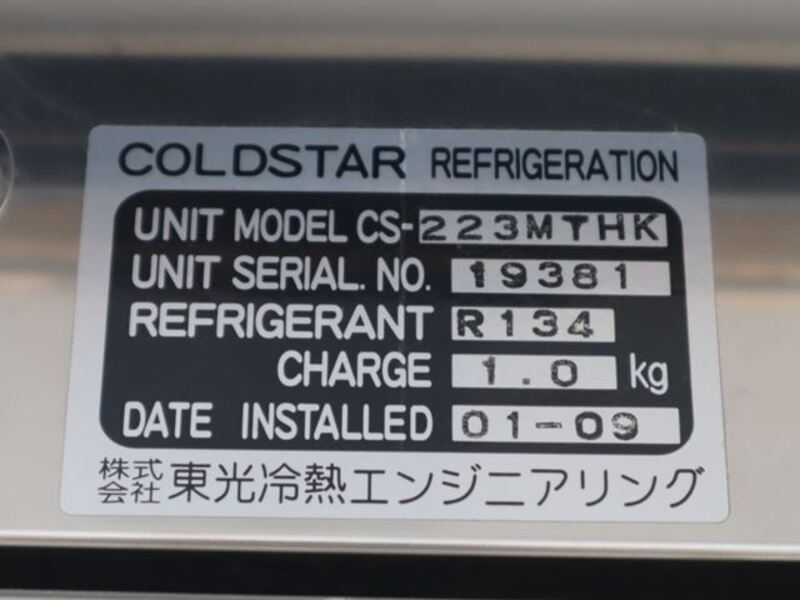 COLDSTAR REFRIGERATION
UNIT MODEL CS-223MTHK
UNIT SERIAL. NO. 19381
REFRIGERANT R134
CHARGE 1.0 kg
DATE INSTALLED 01-09
株式会社 東光冷熱エンジニアリング